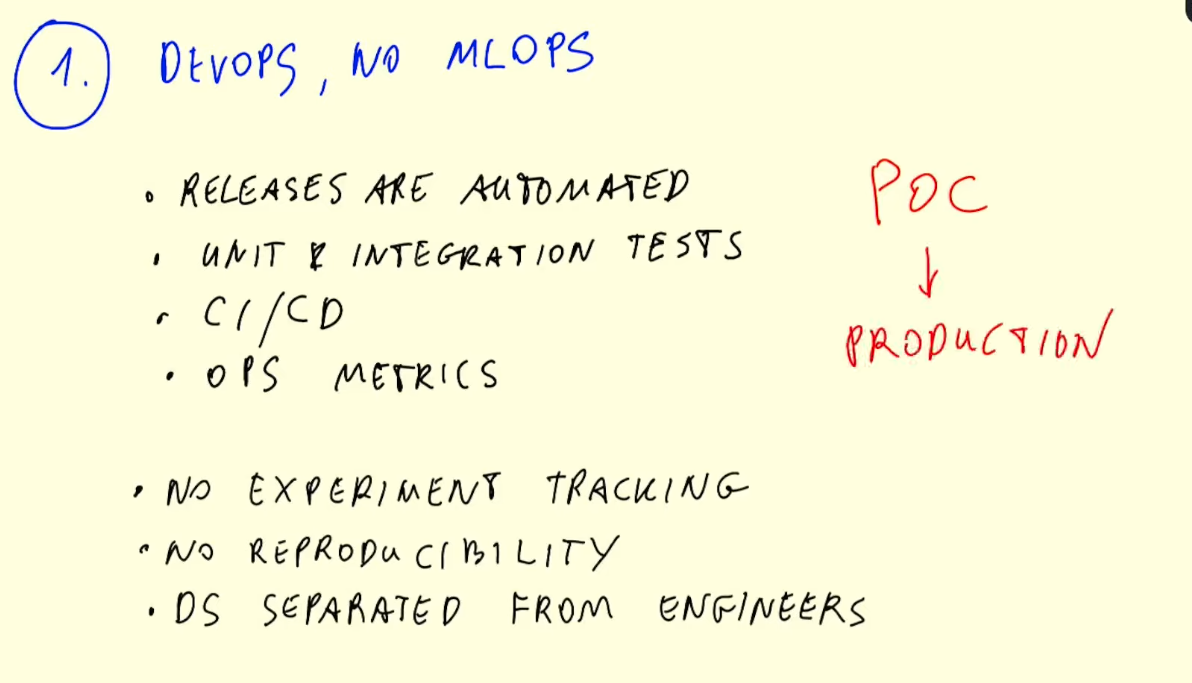 1. DEVOPS, NO MLOPS
• RELEASES ARE AUTOMATED
• UNIT & INTEGRATION TESTS
• CI/CD
• OPS METRICS
POC
↓
PRODUCTION
• NO EXPERIMENT TRACKING
• NO REPRODUCIBILITY
• DS SEPARATED FROM ENGINEERS